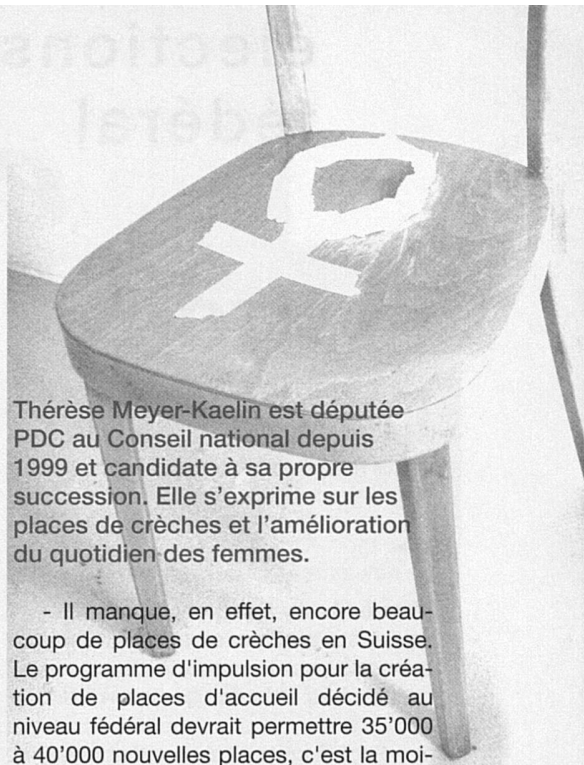 Thérèse Meyer-Kaelin est députée
PDC au Conseil national depuis
1999 et candidate à sa propre
succession. Elle s'exprime sur les
places de crèches et l'amélioration
du quotidien des femmes.
- Il manque, en effet, encore beau-
coup de places de crèches en Suisse.
Le programme d'impulsion pour la créa-
tion de places d'accueil décidé au
niveau fédéral devrait permettre 35'000
à 40'000 nouvelles places, c'est la moi-